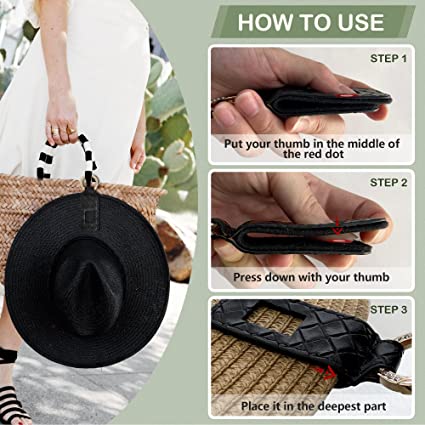 HOW TO USE
STEP 1
Put your thumb in the middle of
the red dot
STEP 2
Press down with your thumb
STEP 3
Place it in the deepest part